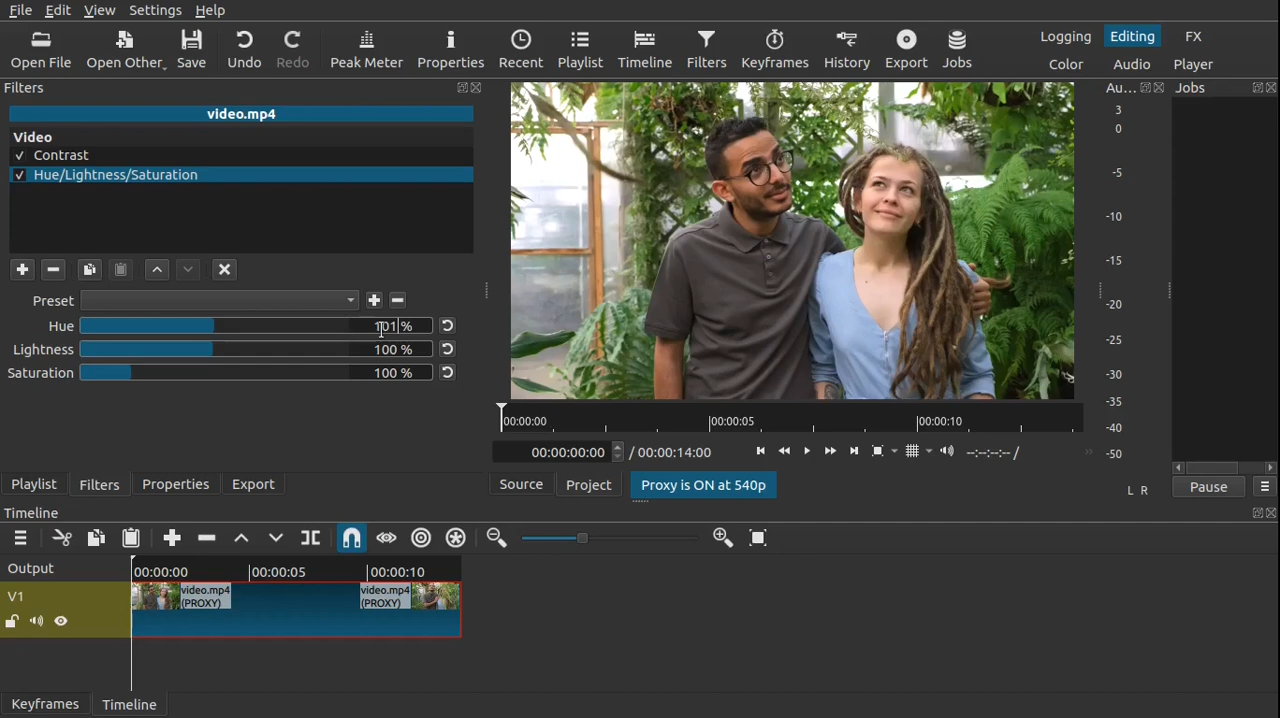 File Edit View Settings Help
Open File Open Other Save Undo Redo Peak Meter Properties Recent Playlist Timeline Filters Keyframes History Export Jobs
Logging Editing FX
Color Audio Player
Filters
video.mp4
Video
✓ Contrast
✓ Hue/Lightness/Saturation
Preset
Hue 101 %
Lightness 100 %
Saturation 100 %
Playlist Filters Properties Export
Au... Jobs
3
0
-5
-10
-15
-20
-25
-30
-35
-40
-50
L R
Pause
00:00:00 00:00:05 00:00:10
00:00:00:00 / 00:00:14:00 --:--:--:-- /
Source Project Proxy is ON at 540p
Timeline
Output 00:00:00 00:00:05 00:00:10
V1
video.mp4 video.mp4
(PROXY) (PROXY)
Keyframes Timeline